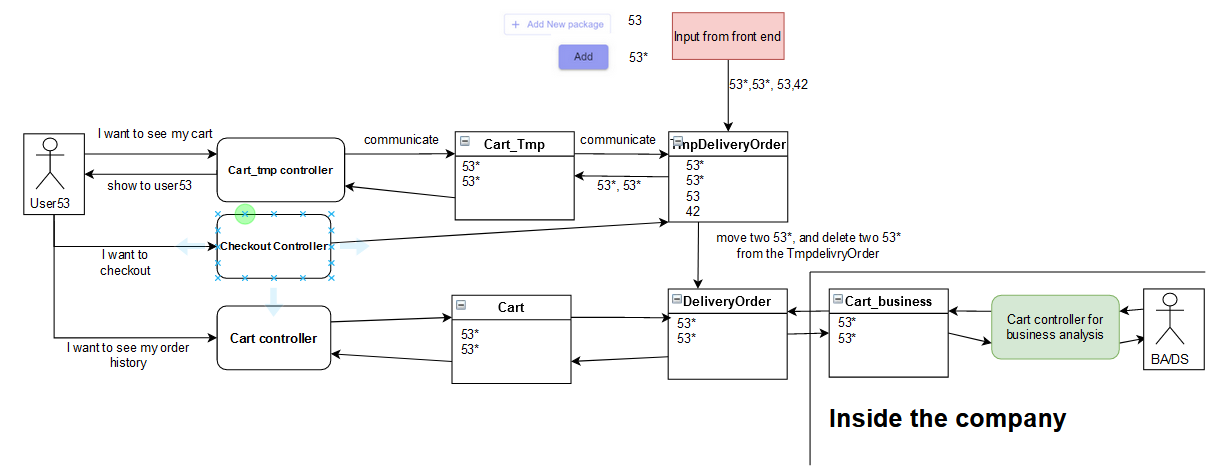 + Add New package
53
Input from front end
Add
53*
53*,53*, 53,42
I want to see my cart
communicate
Cart_Tmp
communicate
TmpDeliveryOrder
Cart_tmp controller
53*
53*
53*
53*
53
42
show to user53
53*, 53*
User53
Checkout Controller
I want to
checkout
move two 53*, and delete two 53*
from the TmpdelivryOrder
Cart controller
Cart
53*
53*
DeliveryOrder
53*
53*
Cart_business
53*
53*
Cart controller for
business analysis
BA/DS
I want to see my order
history
Inside the company